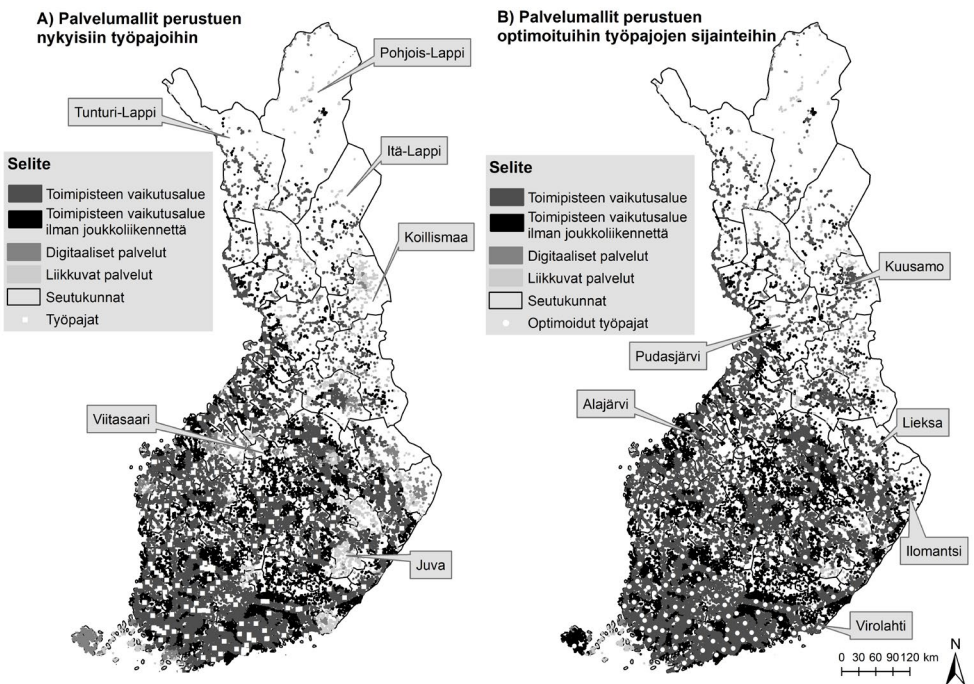 A) Palvelumallit perustuen
nykyisiin työpajoihin
Pohjois-Lappi
Tunturi-Lappi
Itä-Lappi
Selite
Toimipisteen vaikutusalue
Toimipisteen vaikutusalue
ilman joukkoliikennettä
Digitaaliset palvelut
Liikkuvat palvelut
Seutukunnat
Työpajat
Koillismaa
Viitasaari
Juva
B) Palvelumallit perustuen
optimoituihin työpajojen sijainteihin
Selite
Toimipisteen vaikutusalue
Toimipisteen vaikutusalue
ilman joukkoliikennettä
Digitaaliset palvelut
Liikkuvat palvelut
Seutukunnat
Optimoidut työpajat
Kuusamo
Pudasjärvi
Alajärvi
Lieksa
Ilomantsi
Virolahti
N
0 30 60 90 120 km